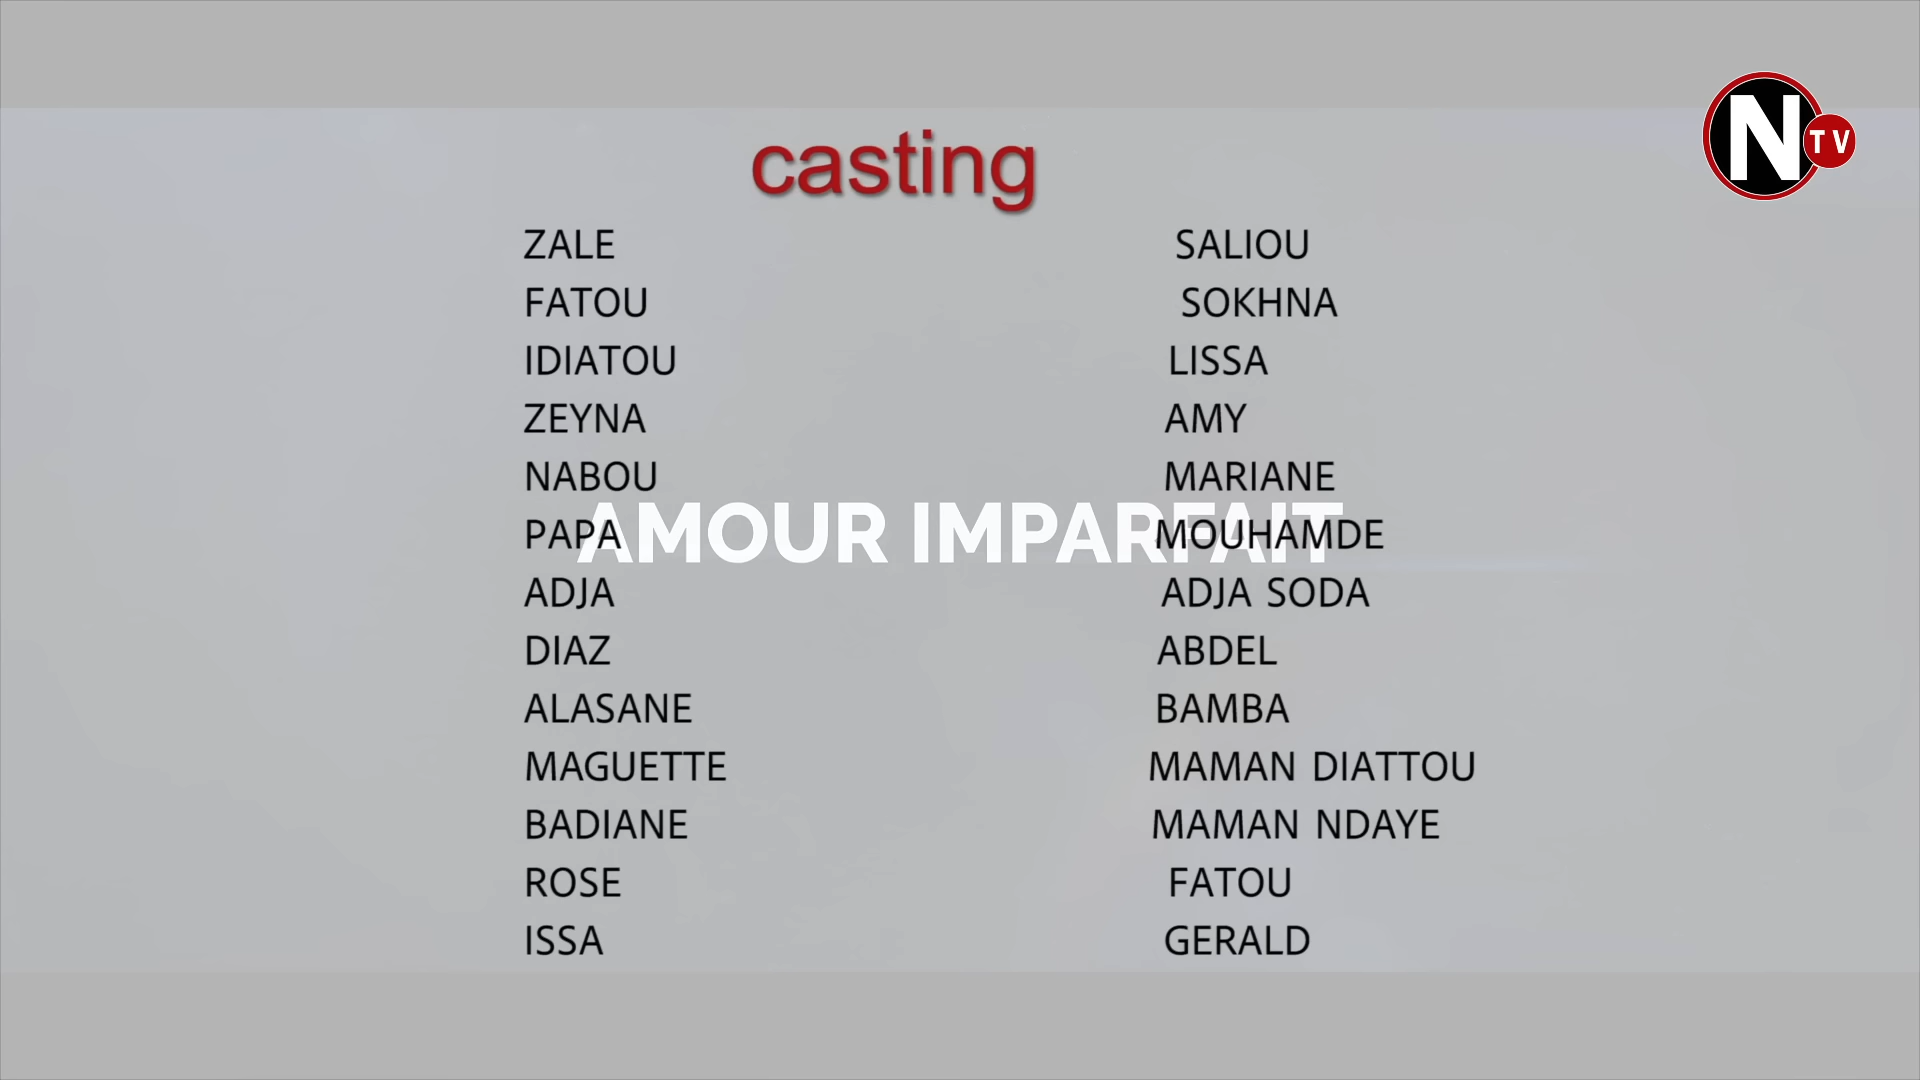 N TV
casting
ZALE SALIOU
FATOU SOKHNA
IDIATOU LISSA
ZEYNA AMY
NABOU MARIANE
AMOUR IMPARFAIT
PAPA MOUHAMDE
ADJA ADJA SODA
DIAZ ABDEL
ALASANE BAMBA
MAGUETTE MAMAN DIATTOU
BADIANE MAMAN NDAYE
ROSE FATOU
ISSA GERALD